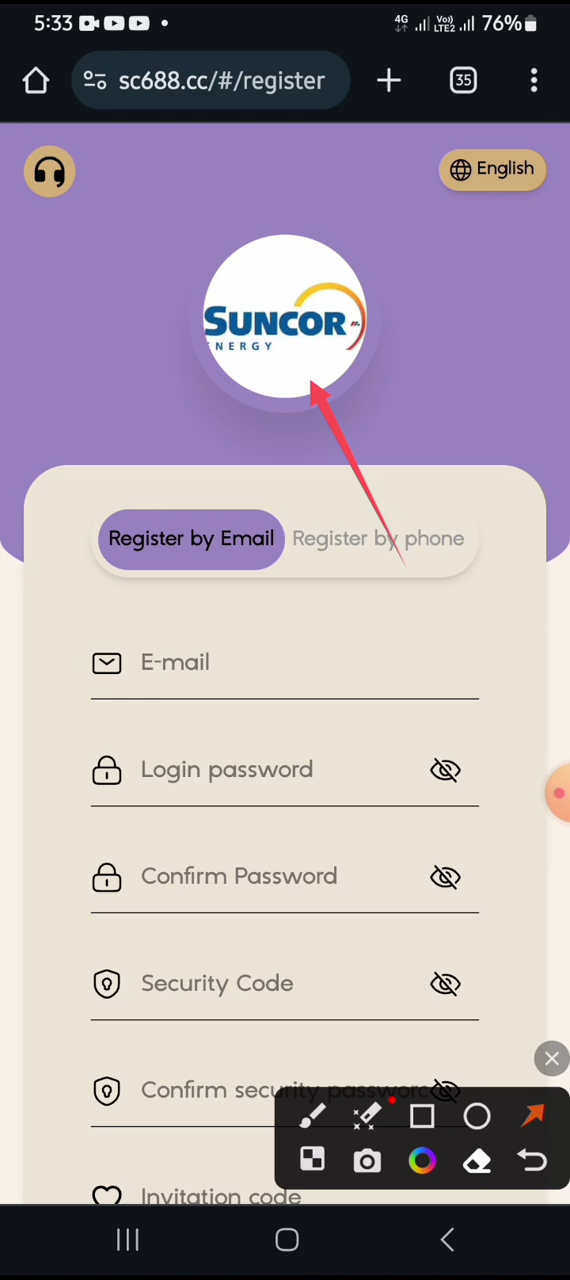 5:33
4G
Vo))
LTE2
76%
sc688.cc/#/register
35
English
SUNCOR
ENERGY
Register by Email
Register by phone
E-mail
Login password
Confirm Password
Security Code
Confirm security password
Invitation code